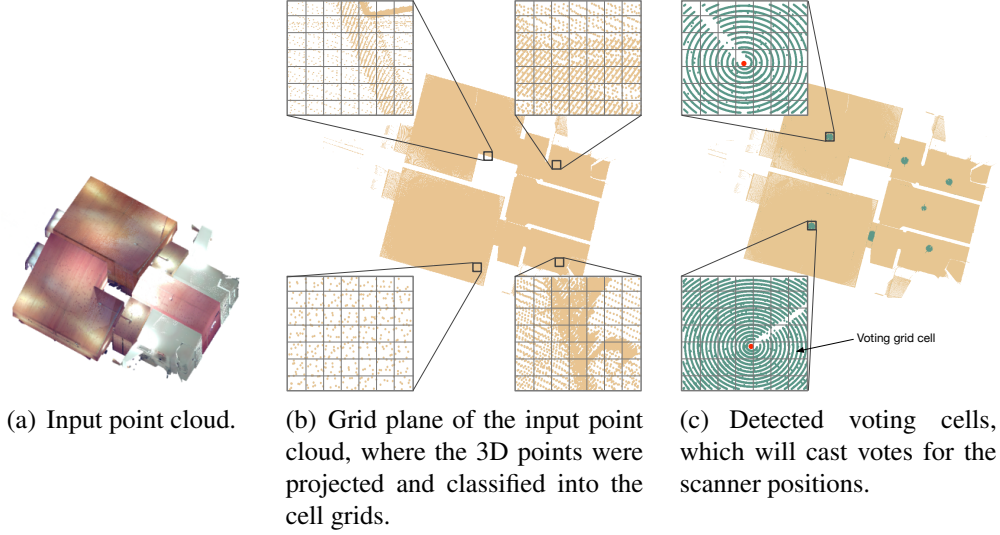 Voting grid cell
(a) Input point cloud.
(b) Grid plane of the input point
cloud, where the 3D points were
projected and classified into the
cell grids.
(c) Detected voting cells,
which will cast votes for the
scanner positions.